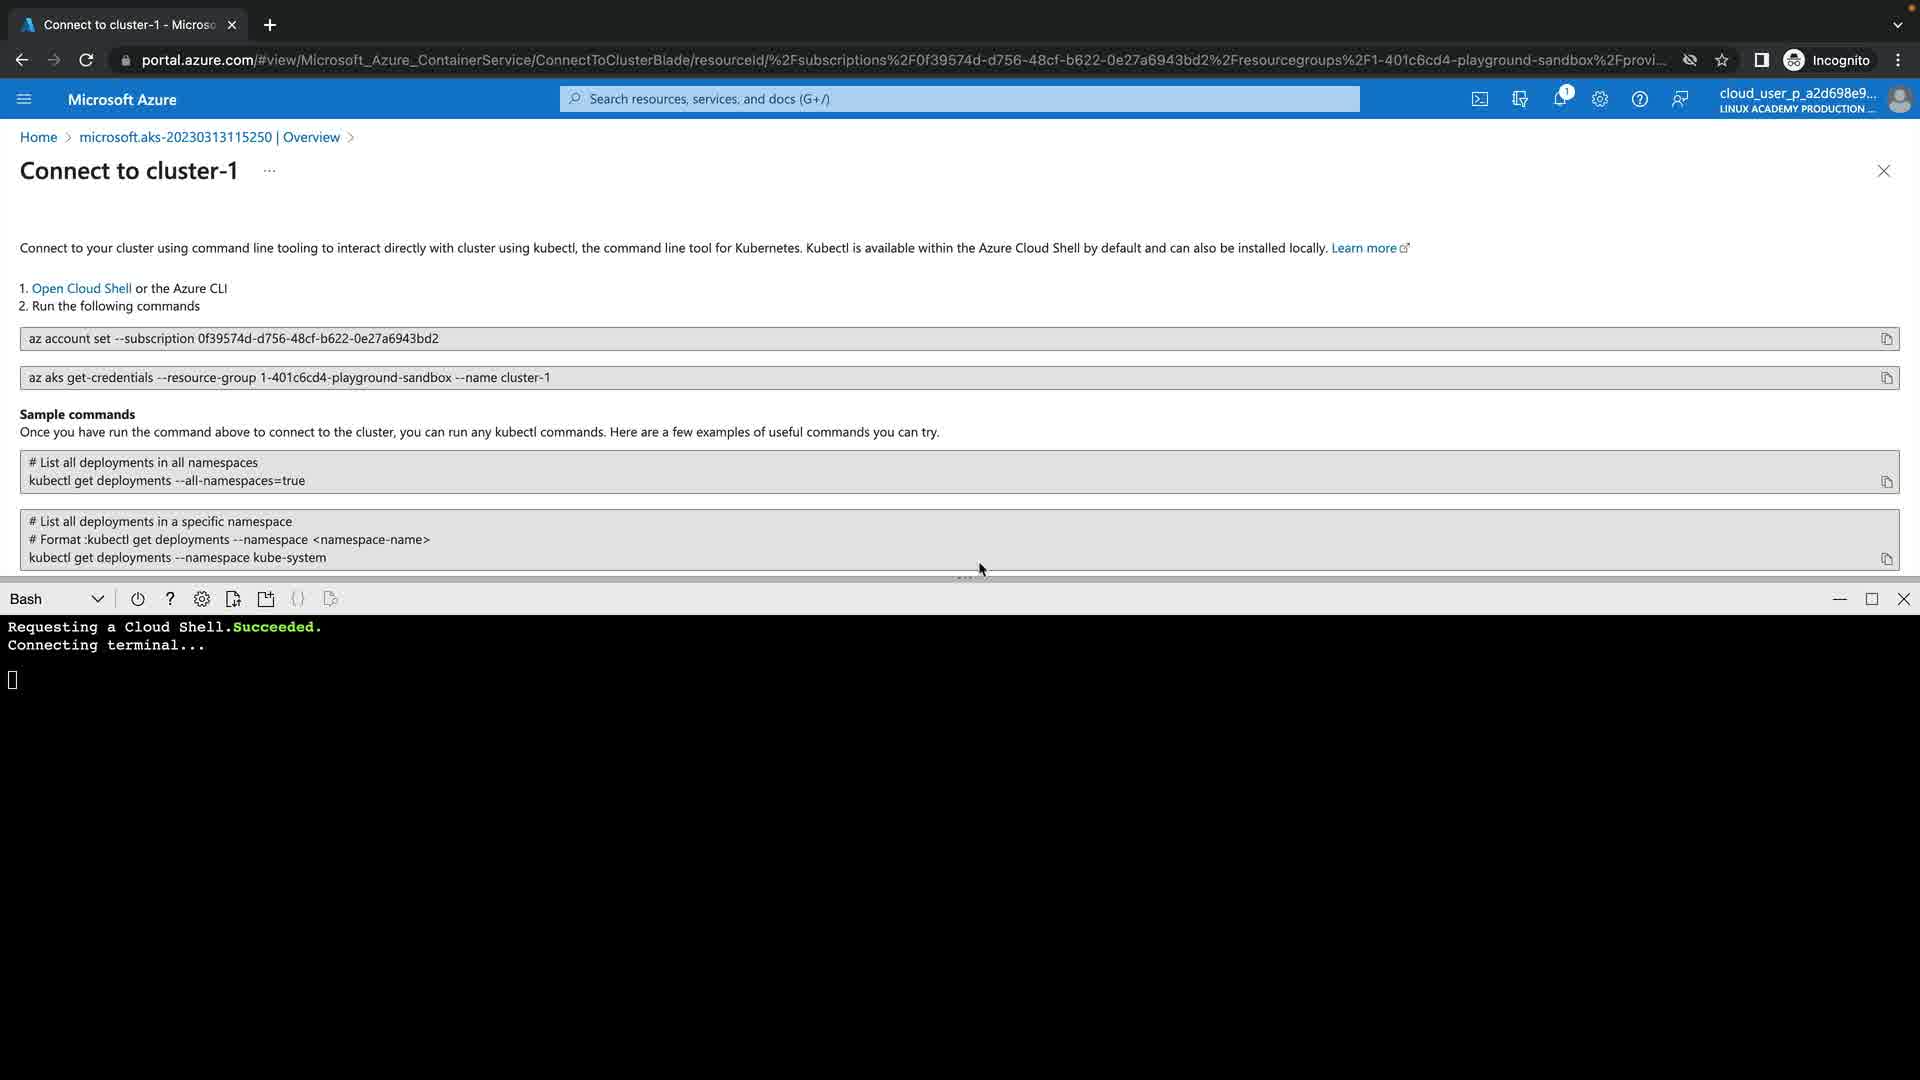 Connect to cluster-1 - Microso
portal.azure.com/#view/Microsoft_Azure_ContainerService/ConnectToClusterBlade/resourceId/%2Fsubscriptions%2F0f39574d-d756-48cf-b622-0e27a6943bd2%2Fresourcegroups%2F1-401c6cd4-playground-sandbox%2Fprovi...
Incognito
Microsoft Azure
Search resources, services, and docs (G+/)
1
cloud_user_p_a2d698e9...
LINUX ACADEMY PRODUCTION ...
Home > microsoft.aks-20230313115250 | Overview >
Connect to cluster-1 ...
Connect to your cluster using command line tooling to interact directly with cluster using kubectl, the command line tool for Kubernetes. Kubectl is available within the Azure Cloud Shell by default and can also be installed locally. Learn more
1. Open Cloud Shell or the Azure CLI
2. Run the following commands
az account set --subscription 0f39574d-d756-48cf-b622-0e27a6943bd2
az aks get-credentials --resource-group 1-401c6cd4-playground-sandbox --name cluster-1
Sample commands
Once you have run the command above to connect to the cluster, you can run any kubectl commands. Here are a few examples of useful commands you can try.
# List all deployments in all namespaces
kubectl get deployments --all-namespaces=true
# List all deployments in a specific namespace
# Format :kubectl get deployments --namespace <namespace-name>
kubectl get deployments --namespace kube-system
Bash
Requesting a Cloud Shell.Succeeded.
Connecting terminal...